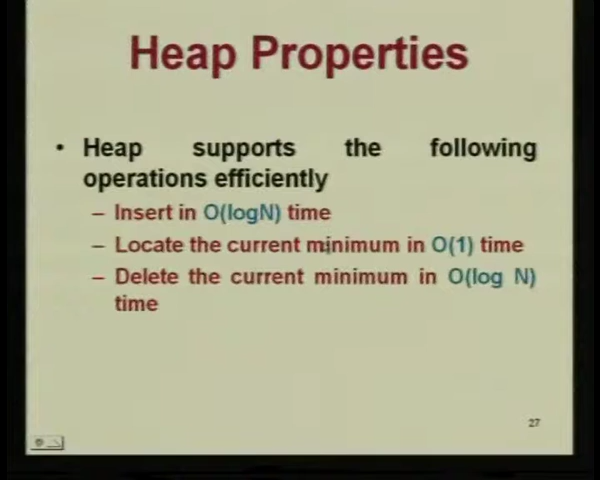 Heap Properties
• Heap supports the following
operations efficiently
– Insert in O(logN) time
– Locate the current minimum in O(1) time
– Delete the current minimum in O(log N)
time
27